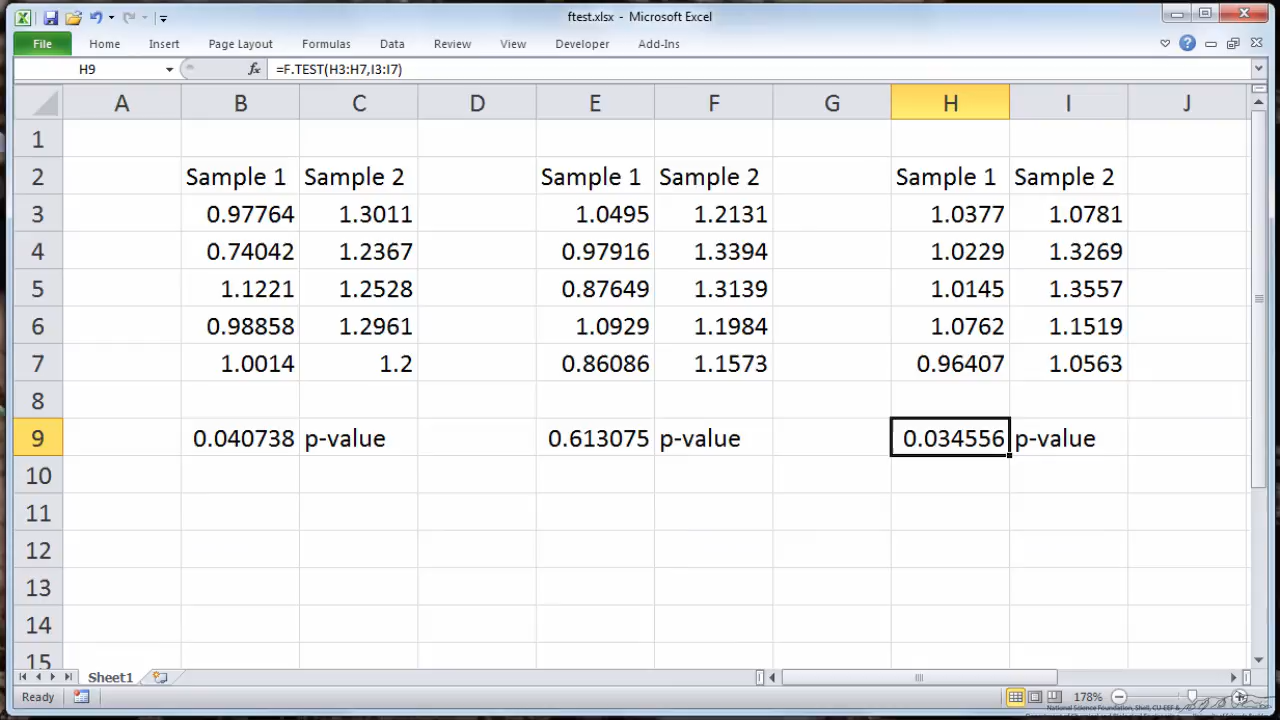 ftest.xlsx - Microsoft Excel
File Home Insert Page Layout Formulas Data Review View Developer Add-Ins
H9 fx =F.TEST(H3:H7,I3:I7)
A B C D E F G H I J
1
2 Sample 1 Sample 2 Sample 1 Sample 2 Sample 1 Sample 2
3 0.97764 1.3011 1.0495 1.2131 1.0377 1.0781
4 0.74042 1.2367 0.97916 1.3394 1.0229 1.3269
5 1.1221 1.2528 0.87649 1.3139 1.0145 1.3557
6 0.98858 1.2961 1.0929 1.1984 1.0762 1.1519
7 1.0014 1.2 0.86086 1.1573 0.96407 1.0563
8
9 0.040738 p-value 0.613075 p-value 0.034556 p-value
10
11
12
13
14
15
Sheet1
Ready 178%
National Science Foundation, Shell, CU-EEF &